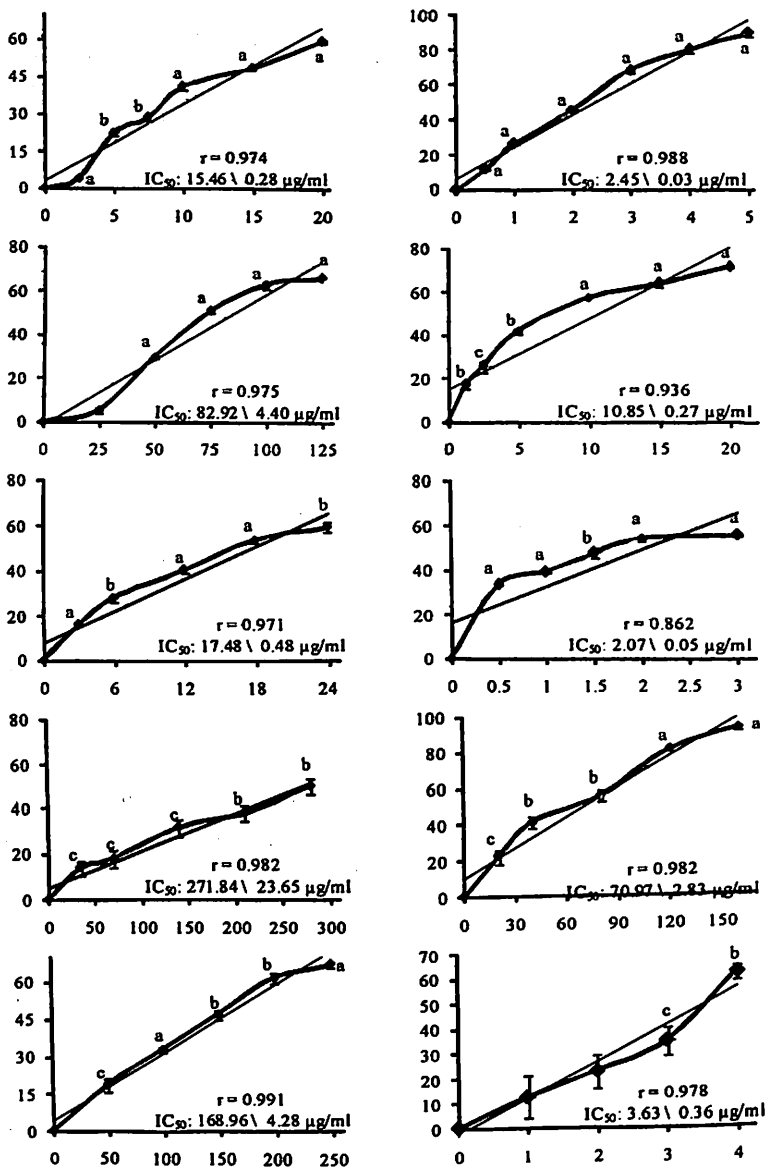 60
45
30
15
0
a
b
b
a
a
a
r = 0.974
IC50: 15.46 \ 0.28 µg/ml
0 5 10 15 20
100
80
60
40
20
0
a
a
a
a
a
a
r = 0.988
IC50: 2.45 \ 0.03 µg/ml
0 1 2 3 4 5
80
60
40
20
0
a
a
a
a
r = 0.975
IC50: 82.92 \ 4.40 µg/ml
0 25 50 75 100 125
80
60
40
20
0
b
c
b
a
a
a
r = 0.936
IC50: 10.85 \ 0.27 µg/ml
0 5 10 15 20
80
60
40
20
0
a
b
a
a
b
r = 0.971
IC50: 17.48 \ 0.48 µg/ml
0 6 12 18 24
80
60
40
20
0
a
a
b
a
a
r = 0.862
IC50: 2.07 \ 0.05 µg/ml
0 0.5 1 1.5 2 2.5 3
80
60
40
20
0
c
c
c
b
b
r = 0.982
IC50: 271.84 \ 23.65 µg/ml
0 50 100 150 200 250 300
100
80
60
40
20
0
c
b
b
a
a
r = 0.982
IC50: 70.97 \ 2.83 µg/ml
0 30 60 90 120 150
60
45
30
15
0
c
a
b
b
a
r = 0.991
IC50: 168.96 \ 4.28 µg/ml
0 50 100 150 200 250
70
60
50
40
30
20
10
0
c
b
r = 0.978
IC50: 3.63 \ 0.36 µg/ml
0 1 2 3 4